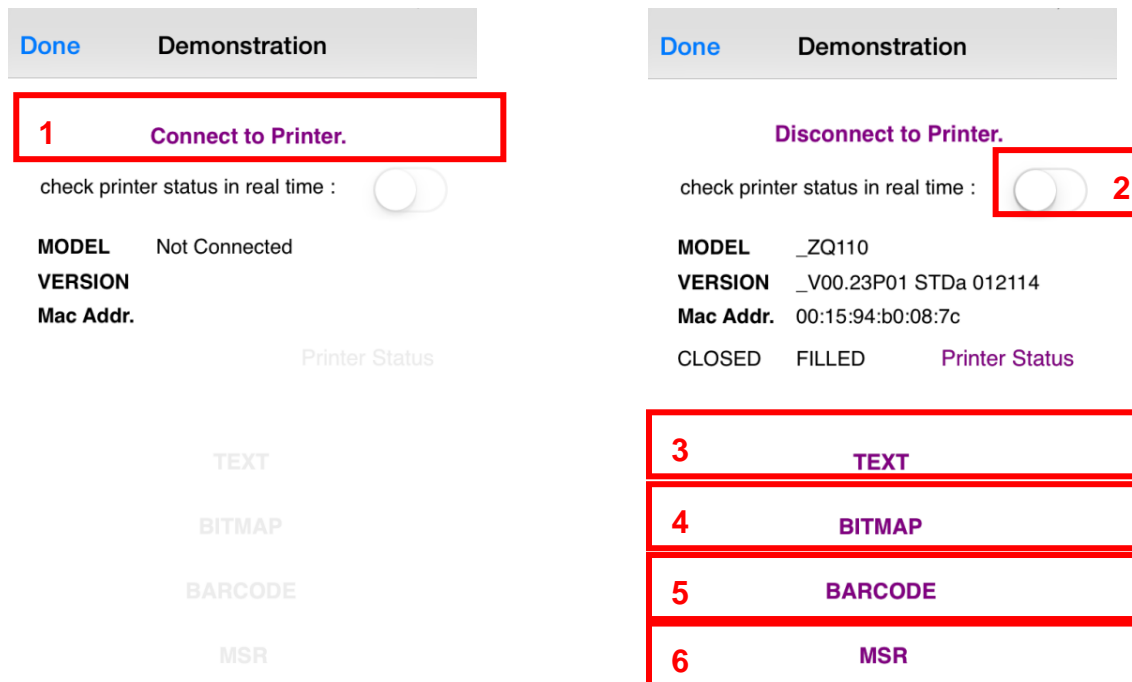 Done Demonstration
1 Connect to Printer.
check printer status in real time :
MODEL Not Connected
VERSION
Mac Addr.
Printer Status
TEXT
BITMAP
BARCODE
MSR
Done Demonstration
Disconnect to Printer.
check printer status in real time : 2
MODEL _ZQ110
VERSION _V00.23P01 STDa 012114
Mac Addr. 00:15:94:b0:08:7c
CLOSED FILLED Printer Status
3 TEXT
4 BITMAP
5 BARCODE
6 MSR